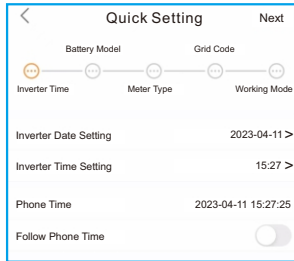 Quick Setting Next
Battery Model Grid Code
Inverter Time Meter Type Working Mode
Inverter Date Setting 2023-04-11 >
Inverter Time Setting 15:27 >
Phone Time 2023-04-11 15:27:25
Follow Phone Time